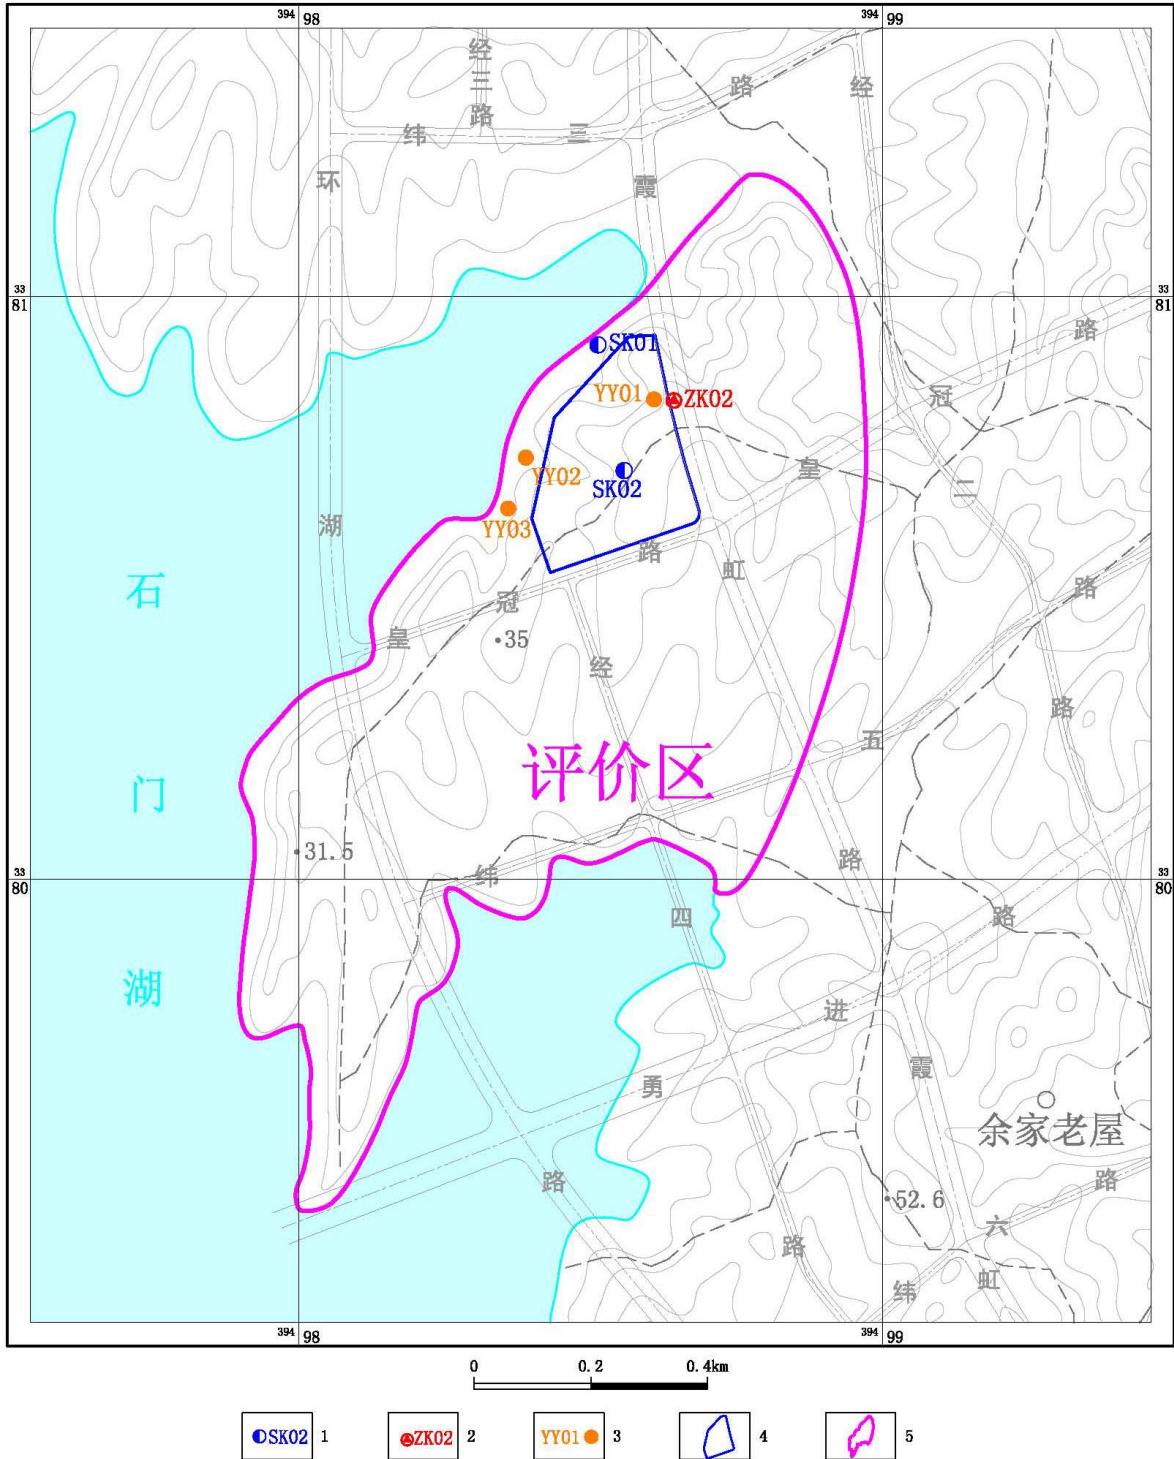 394 98
394 99
经三路
路
经
纬
三
环
霞
33 81
81
路
SK01
YY01
ZK02
冠
皇
YY02
SK02
二
YY03
湖
路
虹
石
冠
路
皇
35
经
路
评价区
五
门
31.5
纬
路
33 80
33 80
四
路
湖
进
勇
霞
余家老屋
路
路
52.6
路
六
纬
虹
394 98
394 99
0 0.2 0.4km
SK02 1
ZK02 2
YY01 3
4
5